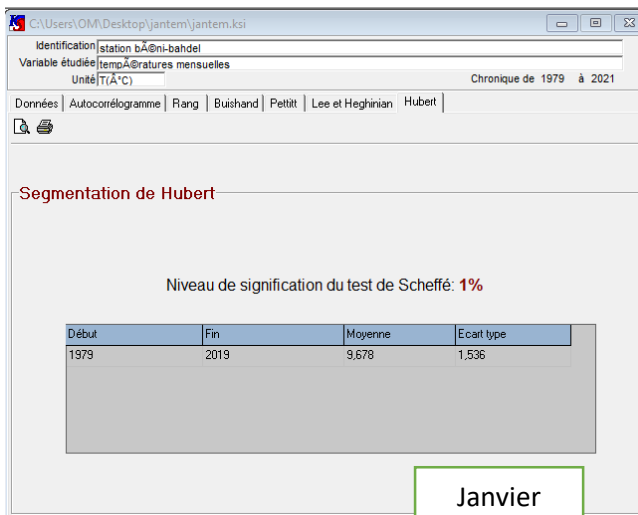 C:\Users\OM\Desktop\jantem\jantem.ksi
Identification station bÃ©ni-bahdel
Variable étudiée tempÃ©ratures mensuelles
Unité T(Â°C) Chronique de 1979 à 2021
Données Autocorrélogramme Rang Buishand Pettitt Lee et Heghinian Hubert
Segmentation de Hubert
Niveau de signification du test de Scheffé: 1%
Début Fin Moyenne Ecart type
1979 2019 9,678 1,536
Janvier